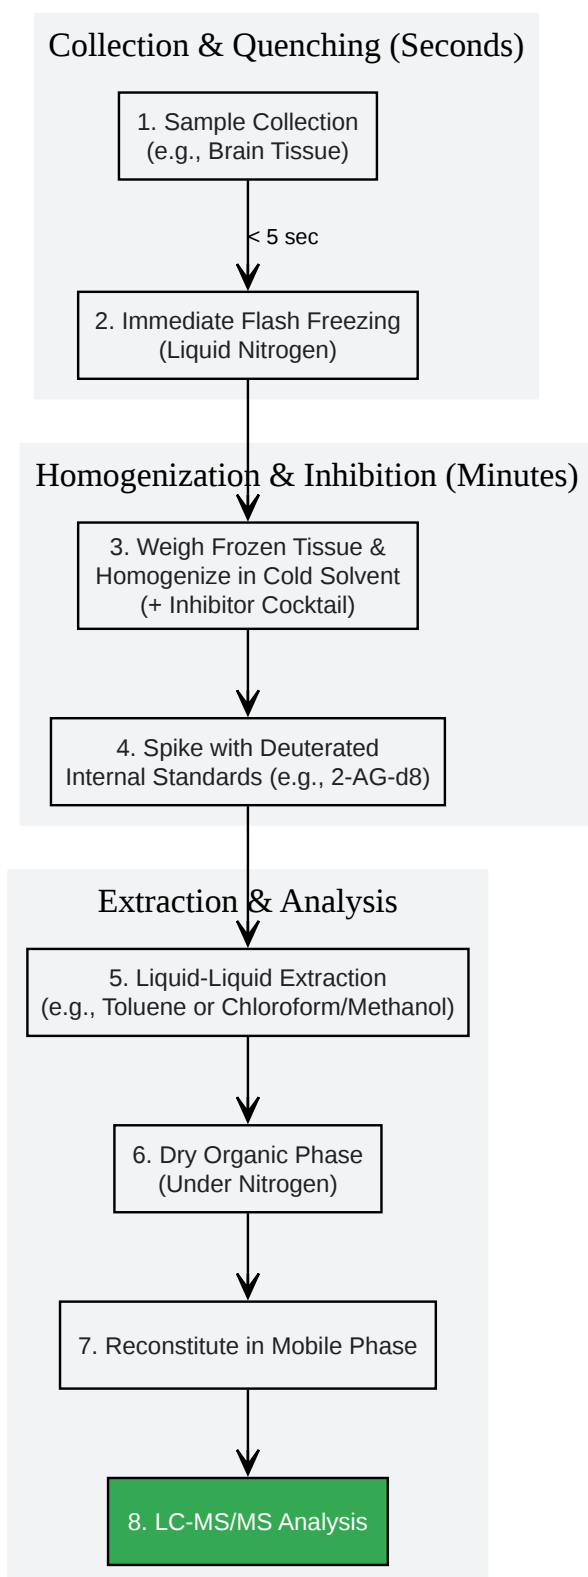 Collection & Quenching (Seconds)
1. Sample Collection
(e.g., Brain Tissue)
< 5 sec
2. Immediate Flash Freezing
(Liquid Nitrogen)
Homogenization & Inhibition (Minutes)
3. Weigh Frozen Tissue &
Homogenize in Cold Solvent
(+ Inhibitor Cocktail)
4. Spike with Deuterated
Internal Standards (e.g., 2-AG-d8)
Extraction & Analysis
5. Liquid-Liquid Extraction
(e.g., Toluene or Chloroform/Methanol)
6. Dry Organic Phase
(Under Nitrogen)
7. Reconstitute in Mobile Phase
8. LC-MS/MS Analysis